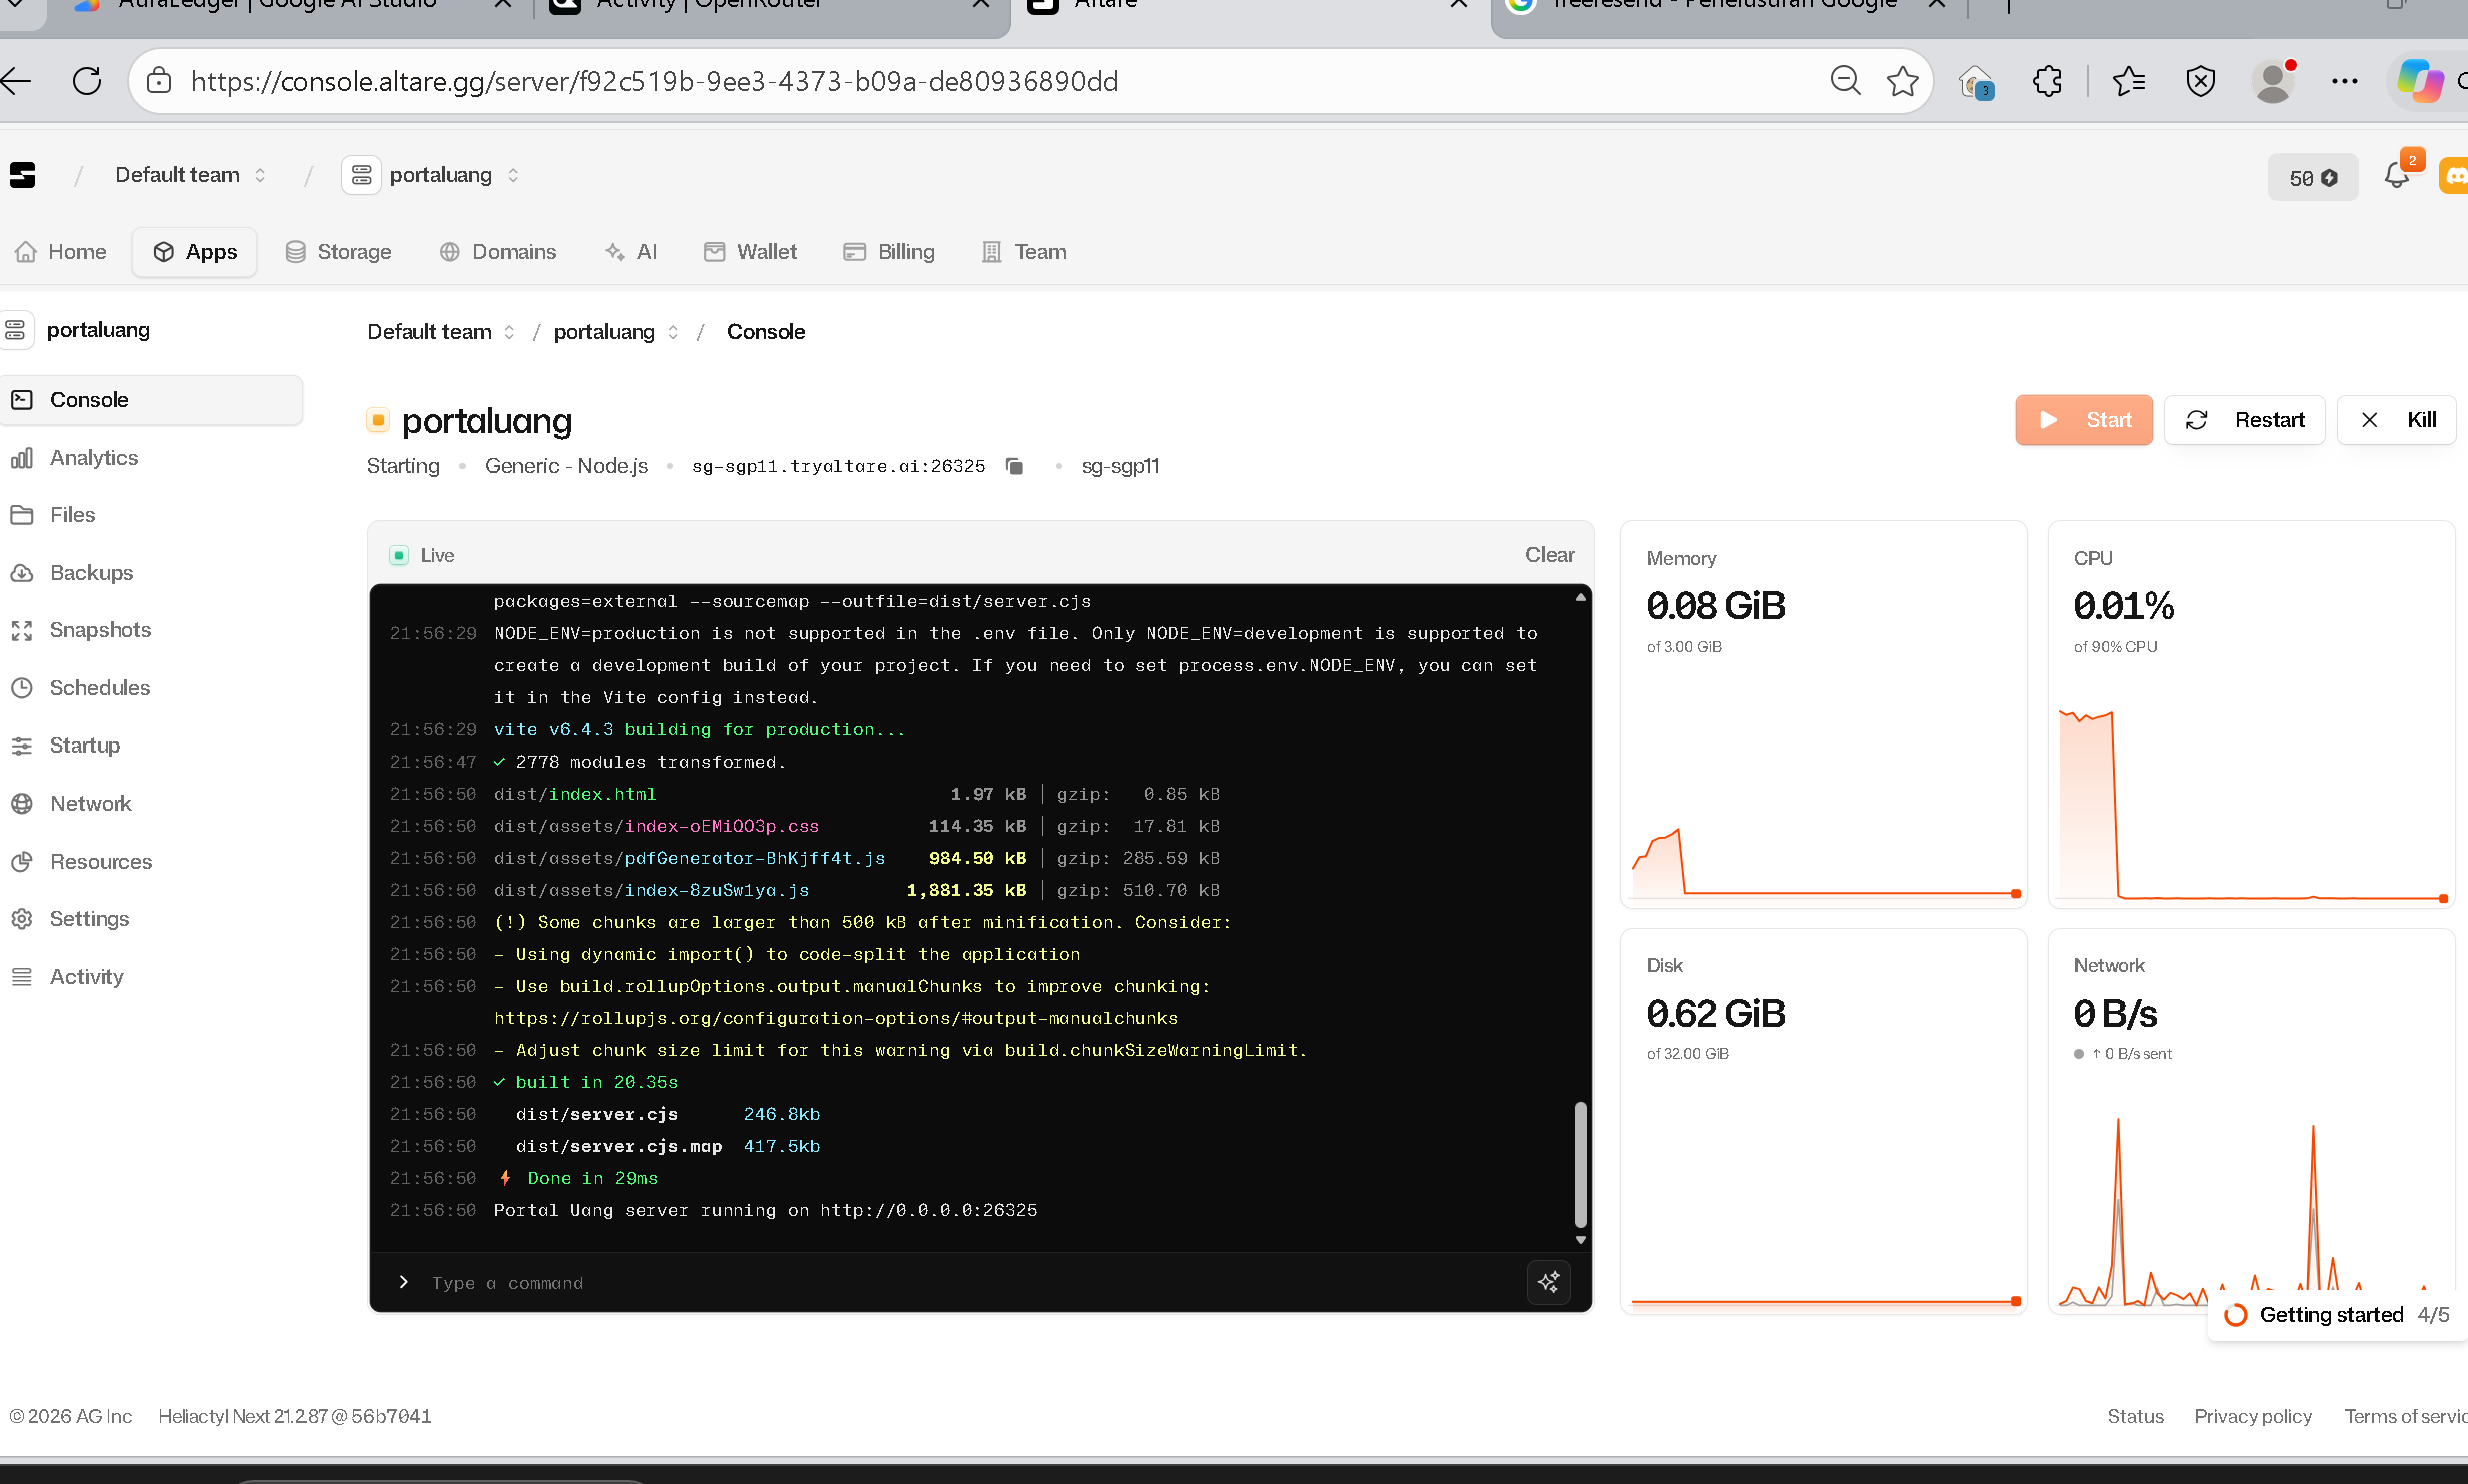 AuraLedger | Google AI Studio
Activity | OpenRouter
Altare
freeresend - Penelusuran Google
https://console.altare.gg/server/f92c519b-9ee3-4373-b09a-de80936890dd
3
Default team
portaluang
50
2
Home
Apps
Storage
Domains
AI
Wallet
Billing
Team
portaluang
Default team / portaluang / Console
Console
Analytics
Files
Backups
Snapshots
Schedules
Startup
Network
Resources
Settings
Activity
portaluang
Starting • Generic - Node.js • sg-sgp11.tryaltare.ai:26325 • sg-sgp11
Start
Restart
Kill
Live
Clear
packages=external --sourcemap --outfile=dist/server.cjs
21:56:29 NODE_ENV=production is not supported in the .env file. Only NODE_ENV=development is supported to
create a development build of your project. If you need to set process.env.NODE_ENV, you can set
it in the Vite config instead.
21:56:29 vite v6.4.3 building for production...
21:56:47 ✓ 2778 modules transformed.
21:56:50 dist/index.html 1.97 kB │ gzip: 0.85 kB
21:56:50 dist/assets/index-oEMiOO3p.css 114.35 kB │ gzip: 17.81 kB
21:56:50 dist/assets/pdfGenerator-BhKjff4t.js 984.50 kB │ gzip: 285.59 kB
21:56:50 dist/assets/index-8zuSw1ya.js 1,881.35 kB │ gzip: 510.70 kB
21:56:50 (!) Some chunks are larger than 500 kB after minification. Consider:
21:56:50 - Using dynamic import() to code-split the application
21:56:50 - Use build.rollupOptions.output.manualChunks to improve chunking:
https://rollupjs.org/configuration-options/#output-manualchunks
21:56:50 - Adjust chunk size limit for this warning via build.chunkSizeWarningLimit.
21:56:50 ✓ built in 20.35s
21:56:50 dist/server.cjs 246.8kb
21:56:50 dist/server.cjs.map 417.5kb
21:56:50 ⚡ Done in 29ms
21:56:50 Portal Uang server running on http://0.0.0.0:26325
Type a command
Memory
0.08 GiB
of 3.00 GiB
CPU
0.01%
of 90% CPU
Disk
0.62 GiB
of 32.00 GiB
Network
0 B/s
↑ 0 B/s sent
Getting started 4/5
© 2026 AG Inc
Heliactyl Next 21.2.87 @ 56b7041
Status
Privacy policy
Terms of servic